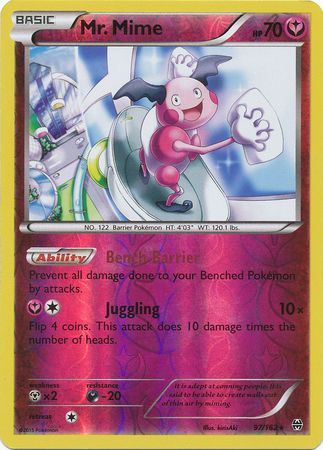 BASIC
Mr. Mime
HP 70
NO. 122 Barrier Pokémon HT: 4'03" WT: 120.1 lbs.
Ability Bench Barrier
Prevent all damage done to your Benched Pokémon
by attacks.
Juggling 10×
Flip 4 coins. This attack does 10 damage times the
number of heads.
weakness
×2
resistance
-20
retreat
It is adept at conning people. It is
said to be able to create walls out
of thin air by miming.
Illus. kirisAki
97/162
©2015 Pokémon